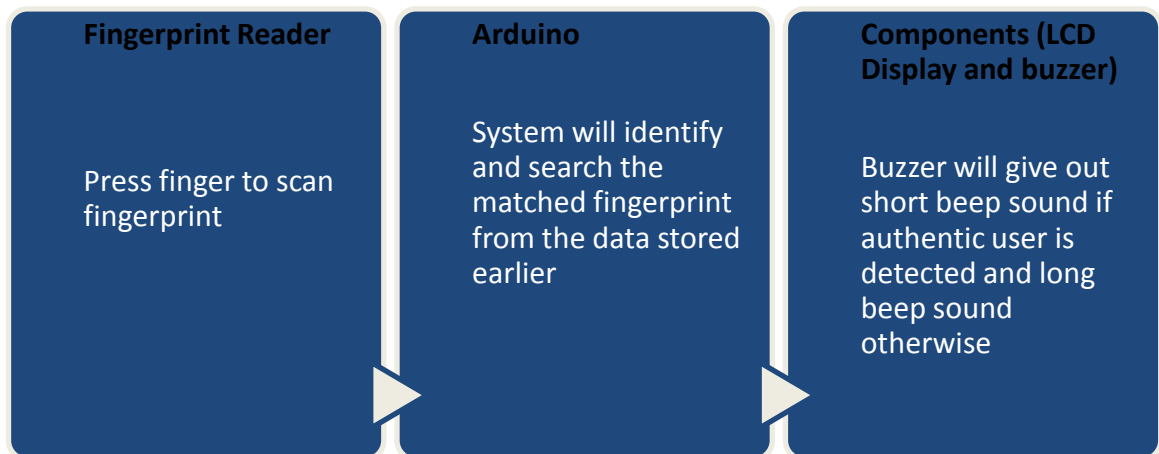 Fingerprint Reader
Press finger to scan
fingerprint
Arduino
System will identify
and search the
matched fingerprint
from the data stored
earlier
Components (LCD
Display and buzzer)
Buzzer will give out
short beep sound if
authentic user is
detected and long
beep sound
otherwise